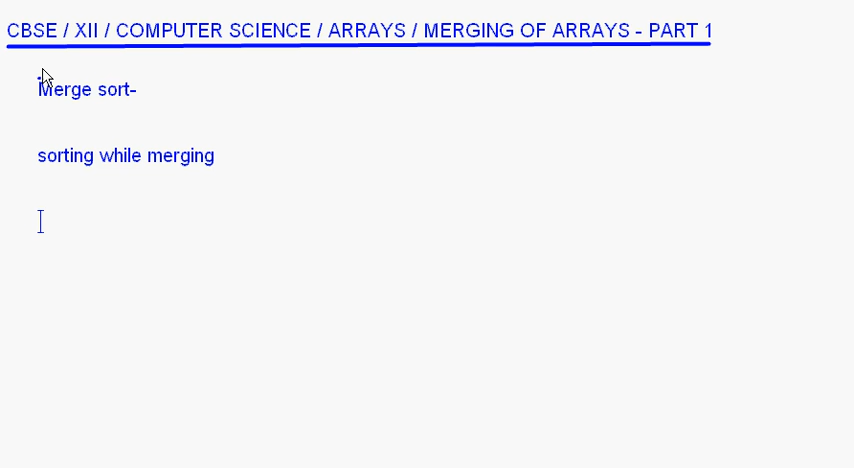 CBSE / XII / COMPUTER SCIENCE / ARRAYS / MERGING OF ARRAYS - PART 1
Merge sort-
sorting while merging